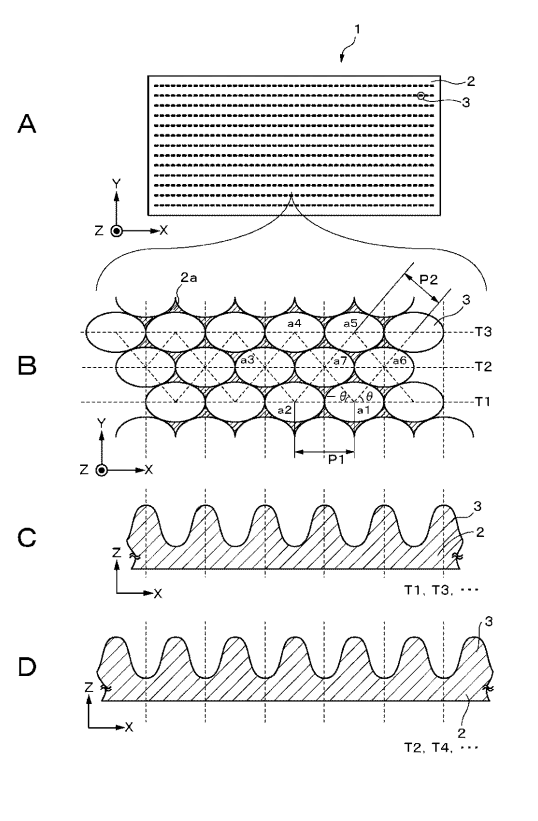 1
2
3
A
Y
Z X
2a
P2
3
a4 a5
T3
B
a3 a7 a6
T2
θ θ
a2 a1
T1
P1
Y
Z X
C
3
2
Z
X
T1, T3, ···
D
3
Z
X
2
T2, T4, ···